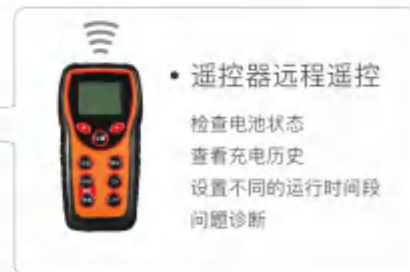 • 遥控器远程遥控
检查电池状态
查看充电历史
设置不同的运行时间段
问题诊断